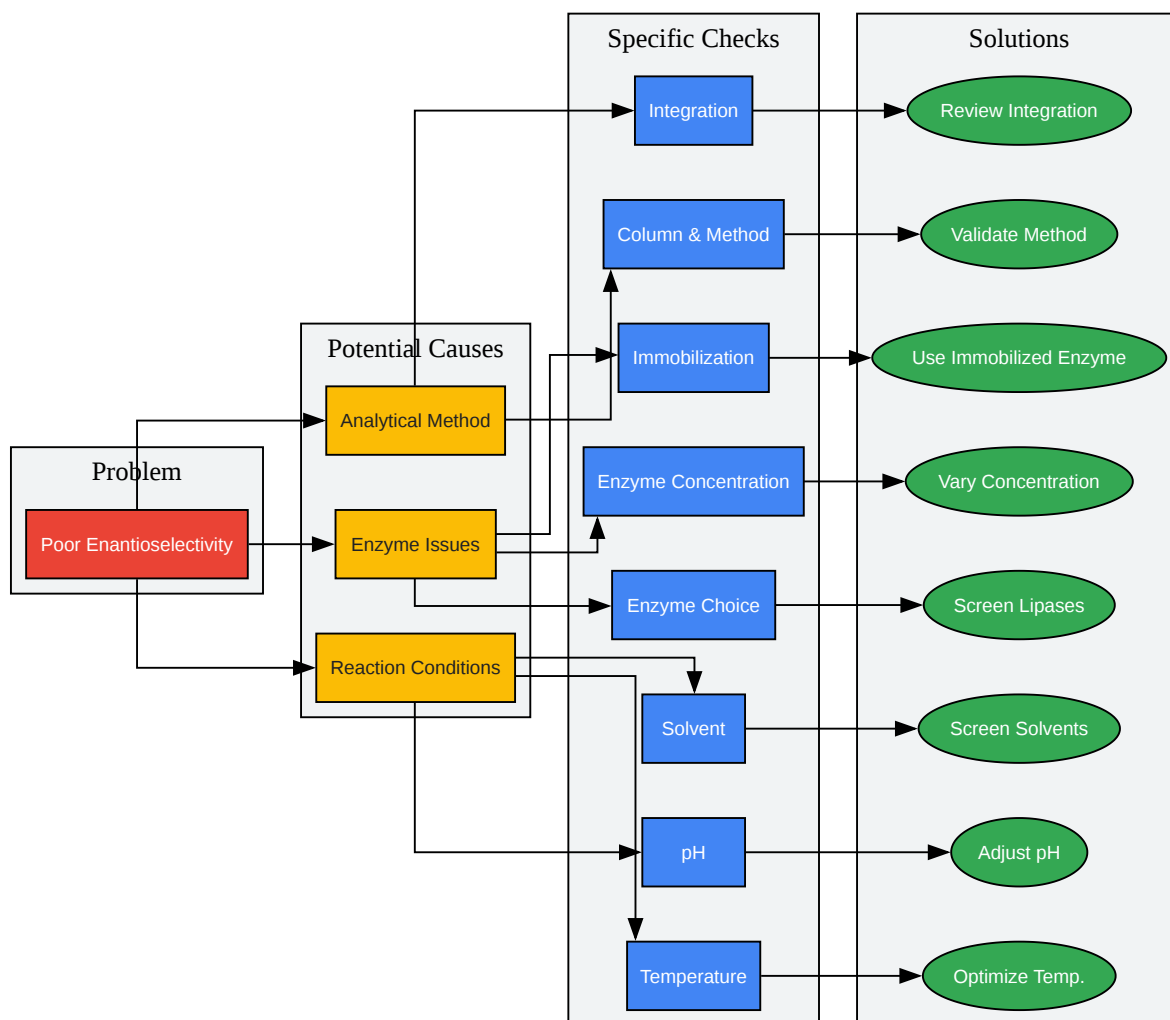 Specific Checks
Solutions
Integration
Review Integration
Column & Method
Validate Method
Potential Causes
Immobilization
Use Immobilized Enzyme
Analytical Method
Problem
Enzyme Concentration
Vary Concentration
Poor Enantioselectivity
Enzyme Issues
Enzyme Choice
Screen Lipases
Reaction Conditions
Solvent
Screen Solvents
pH
Adjust pH
Temperature
Optimize Temp.